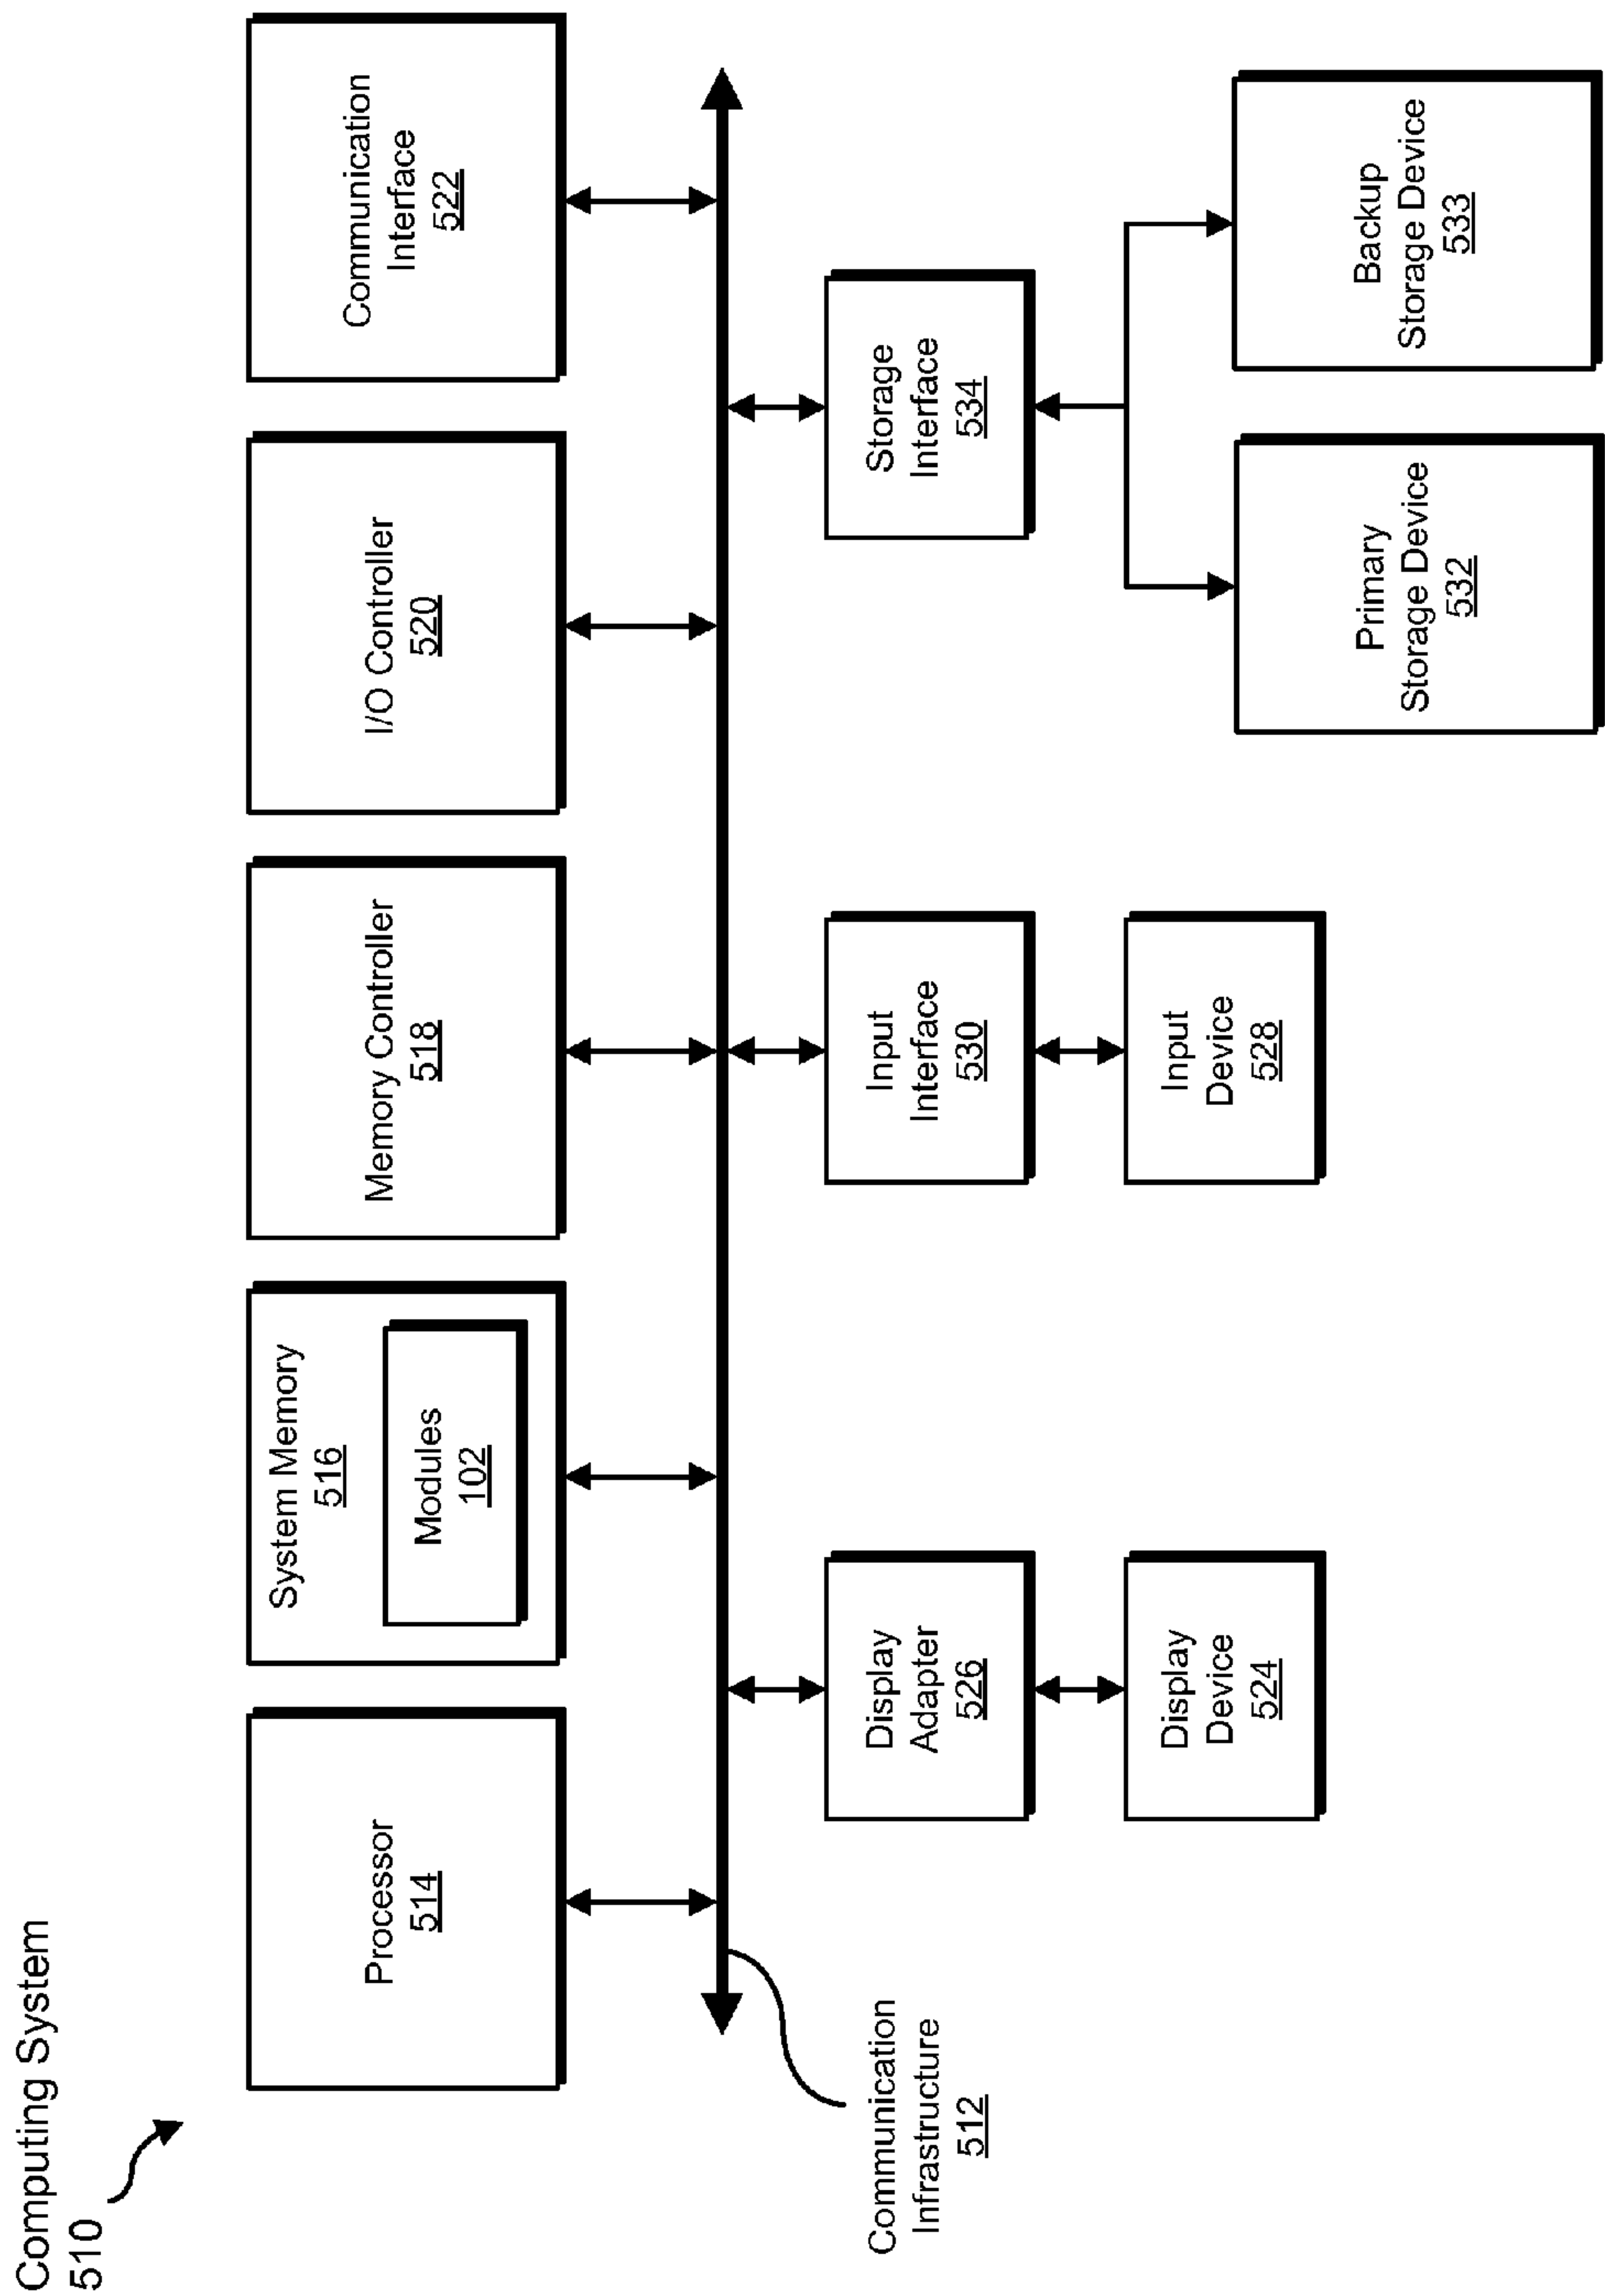 Computing System
510
Processor
514
System Memory
516
Modules
102
Memory Controller
518
I/O Controller
520
Communication
Interface
522
Communication
Infrastructure
512
Display
Adapter
526
Input
Interface
530
Storage
Interface
534
Display
Device
524
Input
Device
528
Primary
Storage Device
532
Backup
Storage Device
533